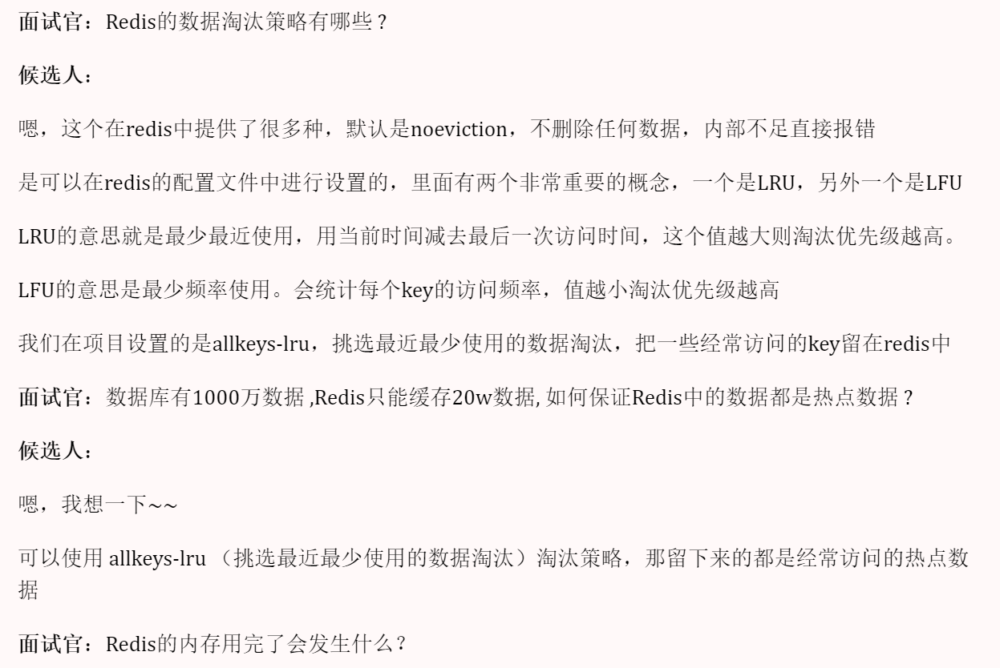 面试官：Redis的数据淘汰策略有哪些？
候选人：
嗯，这个在redis中提供了很多种，默认是noeviction，不删除任何数据，内部不足直接报错
是可以在redis的配置文件中进行设置的，里面有两个非常重要的概念，一个是LRU，另外一个是LFU
LRU的意思就是最少最近使用，用当前时间减去最后一次访问时间，这个值越大则淘汰优先级越高。
LFU的意思是最少频率使用。会统计每个key的访问频率，值越小淘汰优先级越高
我们在项目设置的是allkeys-lru，挑选最近最少使用的数据淘汰，把一些经常访问的key留在redis中
面试官：数据库有1000万数据 ,Redis只能缓存20w数据, 如何保证Redis中的数据都是热点数据？
候选人：
嗯，我想一下~~
可以使用 allkeys-lru （挑选最近最少使用的数据淘汰）淘汰策略，那留下来的都是经常访问的热点数
据
面试官：Redis的内存用完了会发生什么？